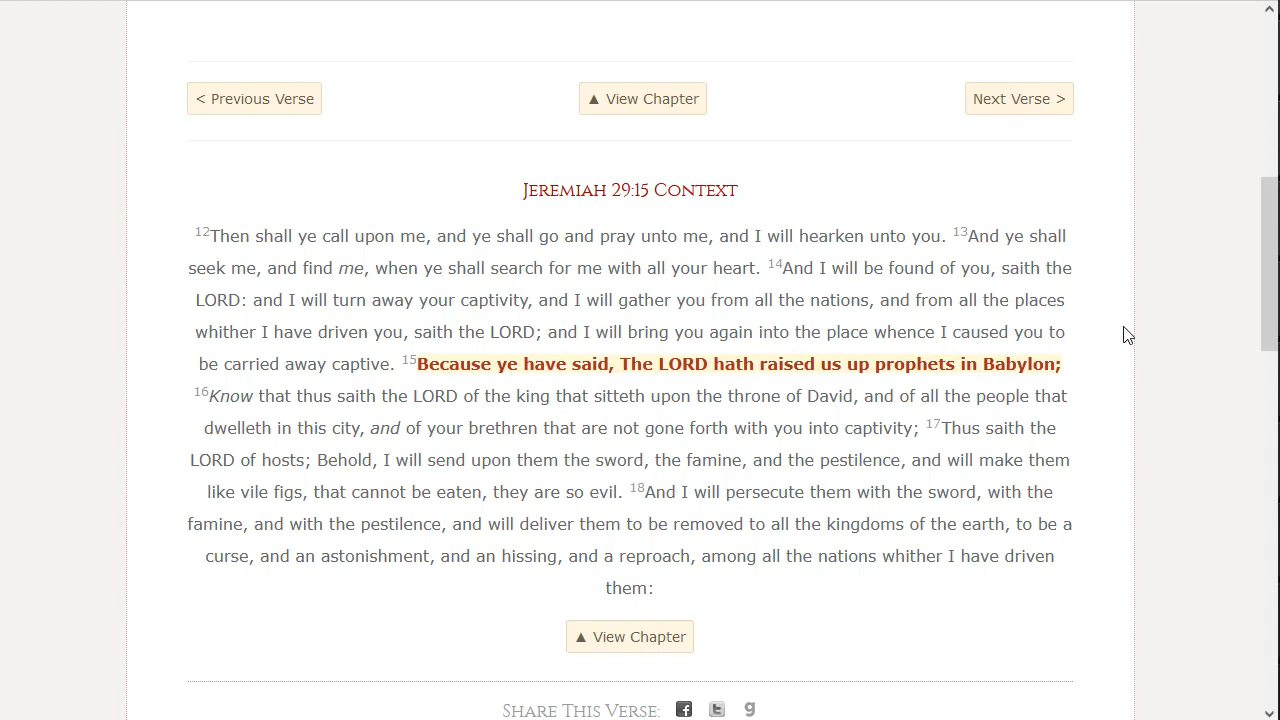 < Previous Verse
▲ View Chapter
Next Verse >
Jeremiah 29:15 Context
12Then shall ye call upon me, and ye shall go and pray unto me, and I will hearken unto you. 13And ye shall
seek me, and find me, when ye shall search for me with all your heart. 14And I will be found of you, saith the
LORD: and I will turn away your captivity, and I will gather you from all the nations, and from all the places
whither I have driven you, saith the LORD; and I will bring you again into the place whence I caused you to
be carried away captive. 15Because ye have said, The LORD hath raised us up prophets in Babylon;
16Know that thus saith the LORD of the king that sitteth upon the throne of David, and of all the people that
dwelleth in this city, and of your brethren that are not gone forth with you into captivity; 17Thus saith the
LORD of hosts; Behold, I will send upon them the sword, the famine, and the pestilence, and will make them
like vile figs, that cannot be eaten, they are so evil. 18And I will persecute them with the sword, with the
famine, and with the pestilence, and will deliver them to be removed to all the kingdoms of the earth, to be a
curse, and an astonishment, and an hissing, and a reproach, among all the nations whither I have driven
them:
▲ View Chapter
Share This Verse: